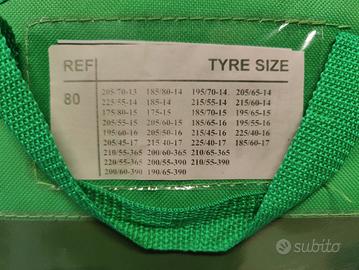 REF TYRE SIZE
80
205/70-13 185/80-14 195/70-14 205/65-14
225/55-14 185-14 215/55-14 215/60-14
175/80-15 175-15 185/70-15 195/65-15
205/55-15 205/60-15 185/65-15 195/65-15
195/60-16 205/50-16 215/45-16 225/40-16
205/45-17 215/40-17 225/40-17 185/60-17
210/55-365 200/60-365 210/65-365
220/55-365 200/55-390 210/55-390
200/60-390 190/65-390
subito